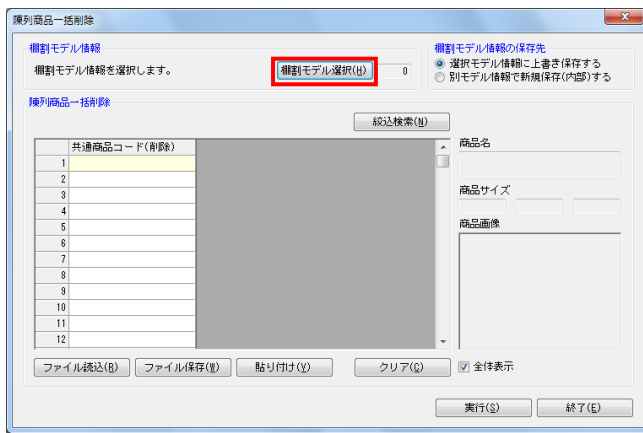 陳列商品一括削除
棚割モデル情報
棚割モデル情報を選択します。
棚割モデル選択(H)
0
棚割モデル情報の保存先
選択モデル情報に上書き保存する
別モデル情報で新規保存(内部)する
陳列商品一括削除
絞込検索(N)
共通商品コード(削除)
1
2
3
4
5
6
7
8
9
10
11
12
商品名
商品サイズ
商品画像
ファイル読込(R)
ファイル保存(W)
貼り付け(V)
クリア(C)
全体表示
実行(S)
終了(E)